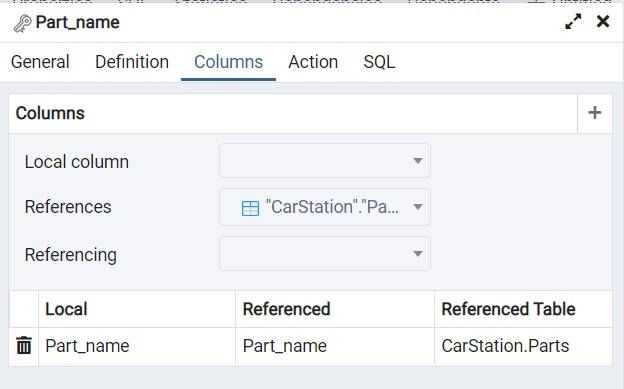 Part_name
General Definition Columns Action SQL
Columns
Local column
References "CarStation"."Pa...
Referencing
Local Referenced Referenced Table
Part_name Part_name CarStation.Parts